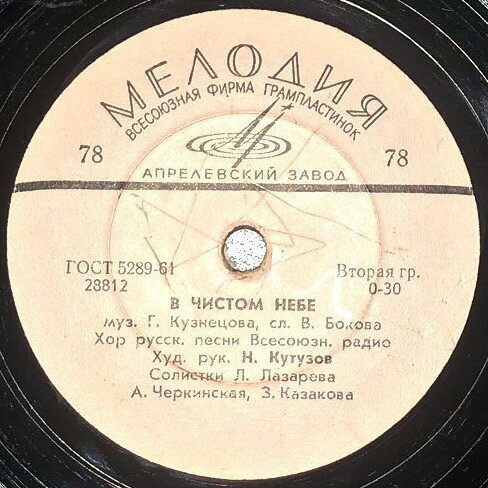 МЕЛОДИЯ
ВСЕСОЮЗНАЯ ФИРМА ГРАМПЛАСТИНОК
78 78
АПРЕЛЕВСКИЙ ЗАВОД
ГОСТ 5289-61 Вторая гр.
28812 0-30
В ЧИСТОМ НЕБЕ
муз. Г. Кузнецова, сл. В. Бокова
Хор русск. песни Всесоюзн. радио
Худ. рук. Н. Кутузов
Солистки Л. Лазарева
А. Черкинская, З. Казакова